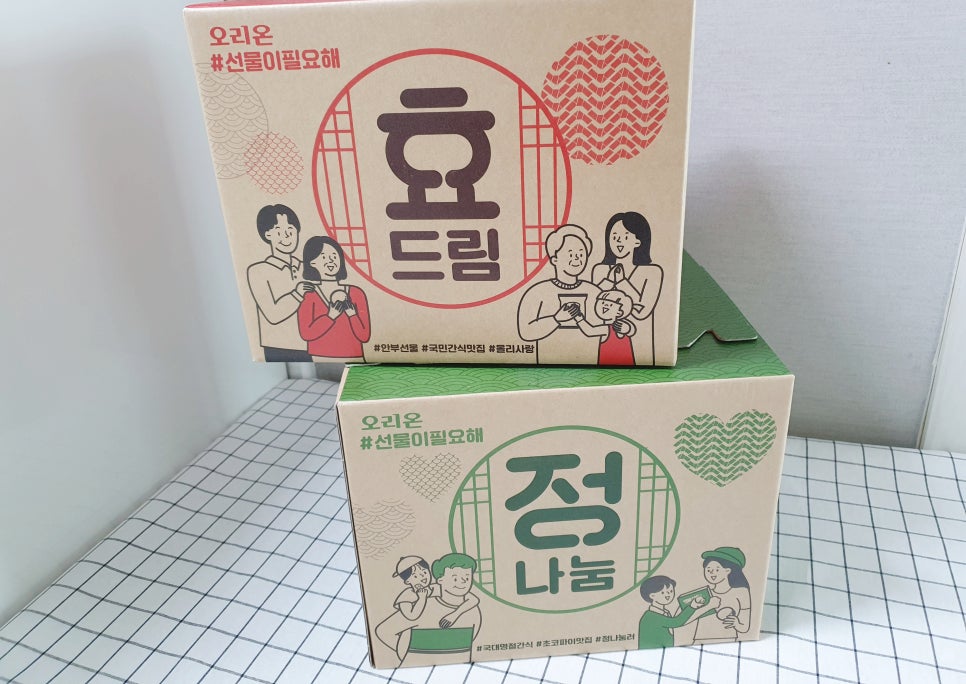 오리온
#선물이필요해
효
드림
#안부선물 #국민간식맛집 #몰리사랑
오리온
#선물이필요해
정
나눔
#국대명절간식 #초코파이맛집 #정나눌러